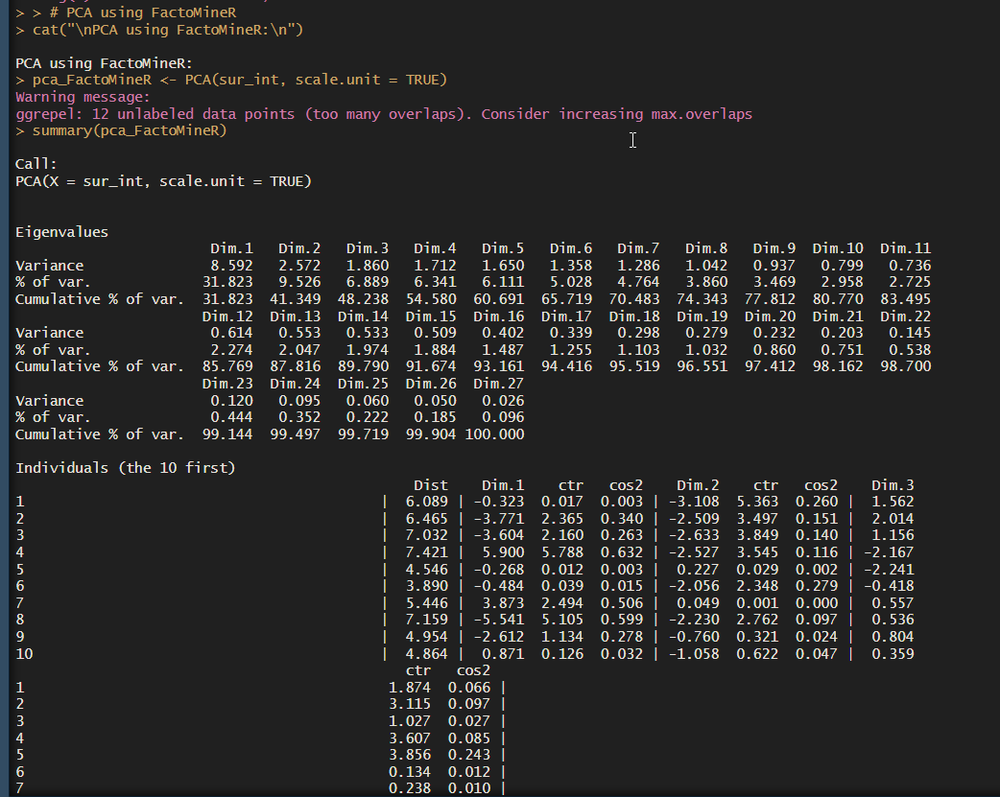 > > # PCA using FactoMineR
> cat("\nPCA using FactoMineR:\n")
PCA using FactoMineR:
> pca_FactoMineR <- PCA(sur_int, scale.unit = TRUE)
Warning message:
ggrepel: 12 unlabeled data points (too many overlaps). Consider increasing max.overlaps
> summary(pca_FactoMineR)
Call:
PCA(X = sur_int, scale.unit = TRUE)
Eigenvalues
Dim.1 Dim.2 Dim.3 Dim.4 Dim.5 Dim.6 Dim.7 Dim.8 Dim.9 Dim.10 Dim.11
Variance 8.592 2.572 1.860 1.712 1.650 1.358 1.286 1.042 0.937 0.799 0.736
% of var. 31.823 9.526 6.889 6.341 6.111 5.028 4.764 3.860 3.469 2.958 2.725
Cumulative % of var. 31.823 41.349 48.238 54.580 60.691 65.719 70.483 74.343 77.812 80.770 83.495
Dim.12 Dim.13 Dim.14 Dim.15 Dim.16 Dim.17 Dim.18 Dim.19 Dim.20 Dim.21 Dim.22
Variance 0.614 0.553 0.533 0.509 0.402 0.339 0.298 0.279 0.232 0.203 0.145
% of var. 2.274 2.047 1.974 1.884 1.487 1.255 1.103 1.032 0.860 0.751 0.538
Cumulative % of var. 85.769 87.816 89.790 91.674 93.161 94.416 95.519 96.551 97.412 98.162 98.700
Dim.23 Dim.24 Dim.25 Dim.26 Dim.27
Variance 0.120 0.095 0.060 0.050 0.026
% of var. 0.444 0.352 0.222 0.185 0.096
Cumulative % of var. 99.144 99.497 99.719 99.904 100.000
Individuals (the 10 first)
Dist Dim.1 ctr cos2 Dim.2 ctr cos2 Dim.3
1 | 6.089 | -0.323 0.017 0.003 | -3.108 5.363 0.260 | 1.562
2 | 6.465 | -3.771 2.365 0.340 | -2.509 3.497 0.151 | 2.014
3 | 7.032 | -3.604 2.160 0.263 | -2.633 3.849 0.140 | 1.156
4 | 7.421 | 5.900 5.788 0.632 | -2.527 3.545 0.116 | -2.167
5 | 4.546 | -0.268 0.012 0.003 | 0.227 0.029 0.002 | -2.241
6 | 3.890 | -0.484 0.039 0.015 | -2.056 2.348 0.279 | -0.418
7 | 5.446 | 3.873 2.494 0.506 | 0.049 0.001 0.000 | 0.557
8 | 7.159 | -5.541 5.105 0.599 | -2.230 2.762 0.097 | 0.536
9 | 4.954 | -2.612 1.134 0.278 | -0.760 0.321 0.024 | 0.804
10 | 4.864 | 0.871 0.126 0.032 | -1.058 0.622 0.047 | 0.359
ctr cos2
1 1.874 0.066 |
2 3.115 0.097 |
3 1.027 0.027 |
4 3.607 0.085 |
5 3.856 0.243 |
6 0.134 0.012 |
7 0.238 0.010 |